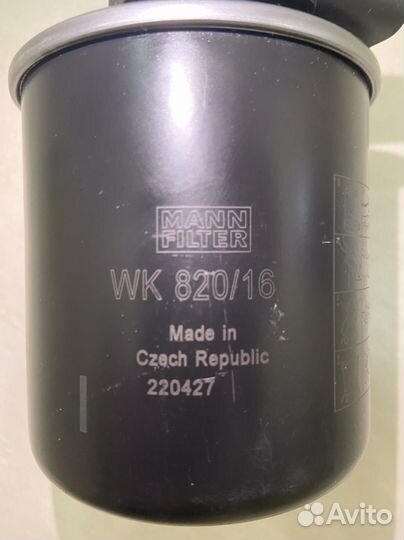 MANN
FILTER
WK 820/16
Made in
Czech Republic
220427
Avito